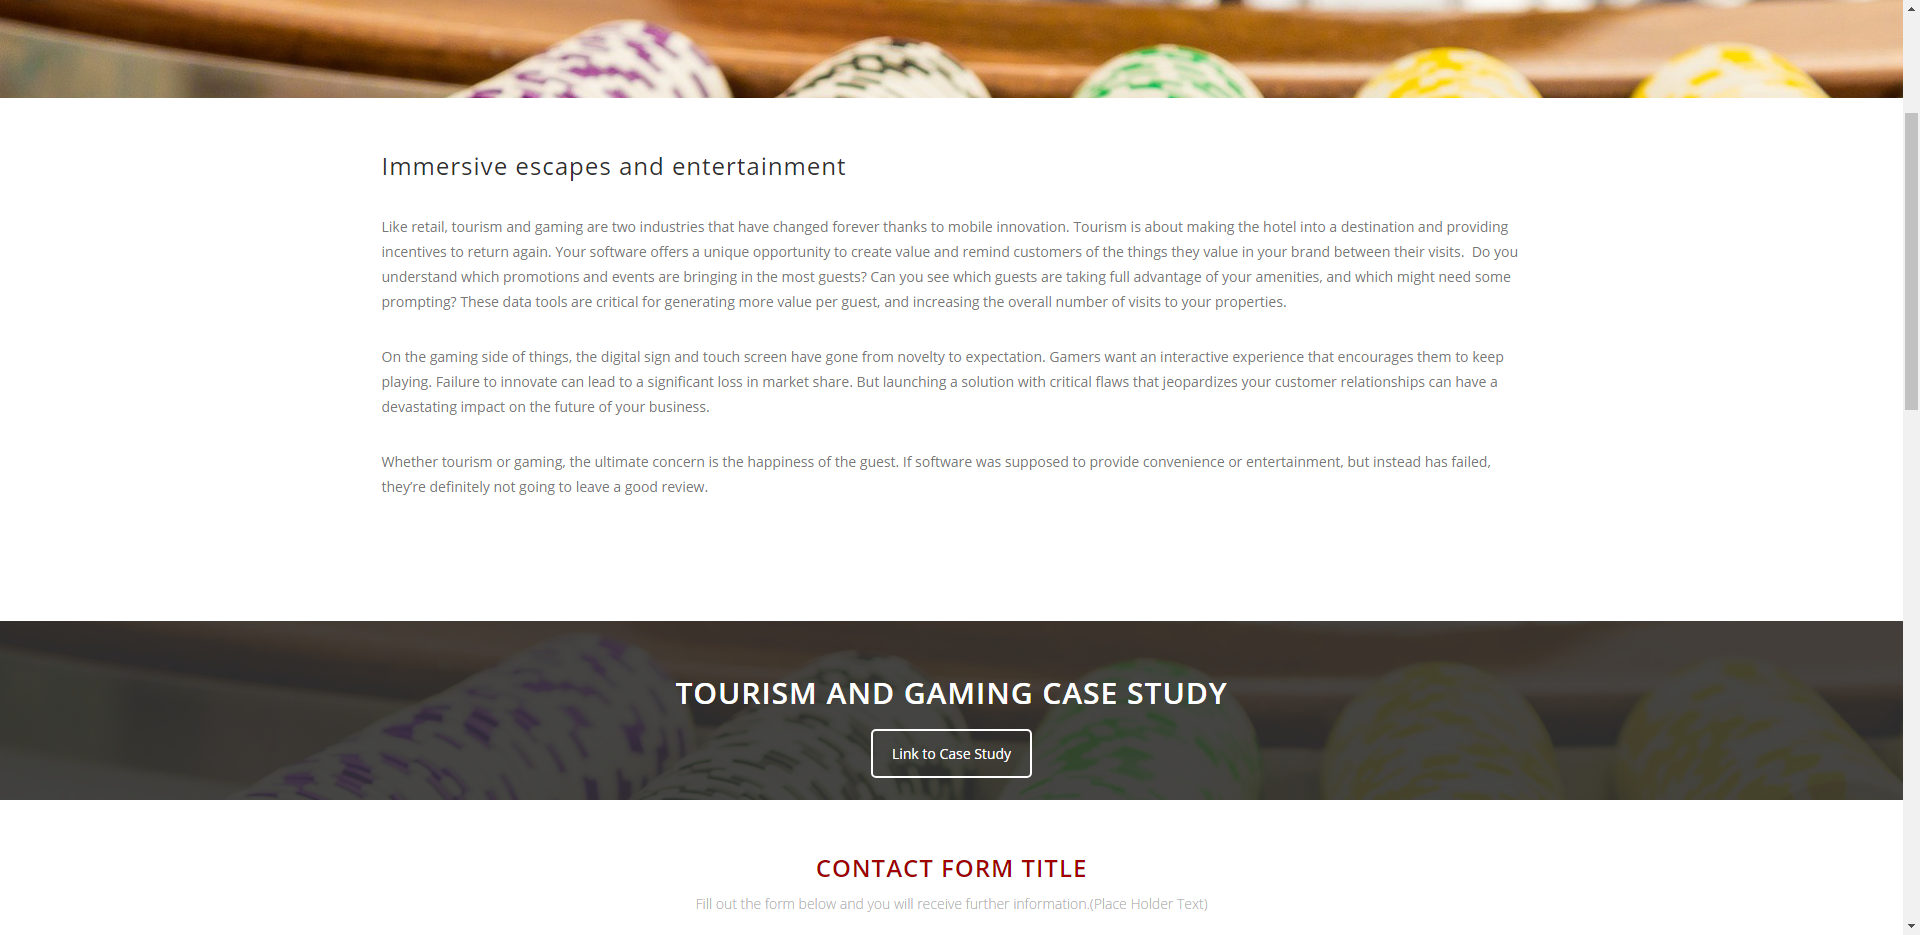 Immersive escapes and entertainment
Like retail, tourism and gaming are two industries that have changed forever thanks to mobile innovation. Tourism is about making the hotel into a destination and providing
incentives to return again. Your software offers a unique opportunity to create value and remind customers of the things they value in your brand between their visits.  Do you
understand which promotions and events are bringing in the most guests? Can you see which guests are taking full advantage of your amenities, and which might need some
prompting? These data tools are critical for generating more value per guest, and increasing the overall number of visits to your properties.
On the gaming side of things, the digital sign and touch screen have gone from novelty to expectation. Gamers want an interactive experience that encourages them to keep
playing. Failure to innovate can lead to a significant loss in market share. But launching a solution with critical flaws that jeopardizes your customer relationships can have a
devastating impact on the future of your business.
Whether tourism or gaming, the ultimate concern is the happiness of the guest. If software was supposed to provide convenience or entertainment, but instead has failed,
they’re definitely not going to leave a good review.
TOURISM AND GAMING CASE STUDY
Link to Case Study
CONTACT FORM TITLE
Fill out the form below and you will receive further information.(Place Holder Text)